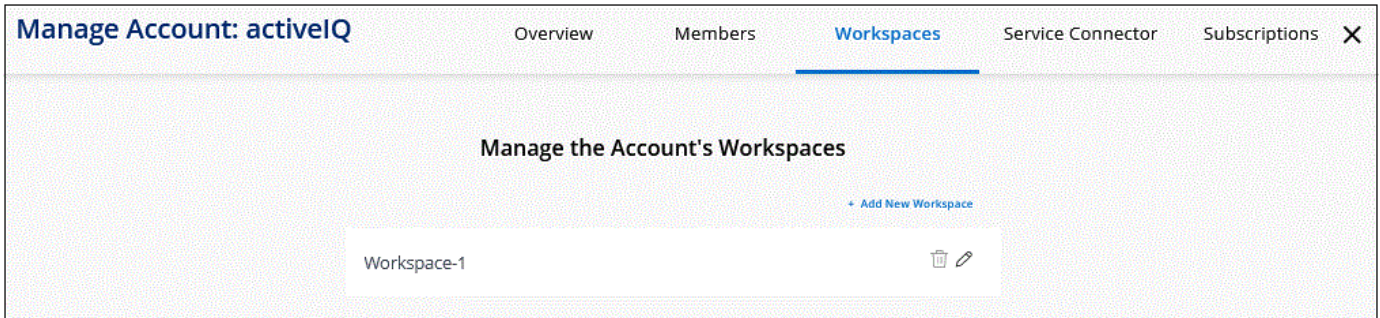 Manage Account: activeIQ
Overview
Members
Workspaces
Service Connector
Subscriptions
Manage the Account's Workspaces
+ Add New Workspace
Workspace-1